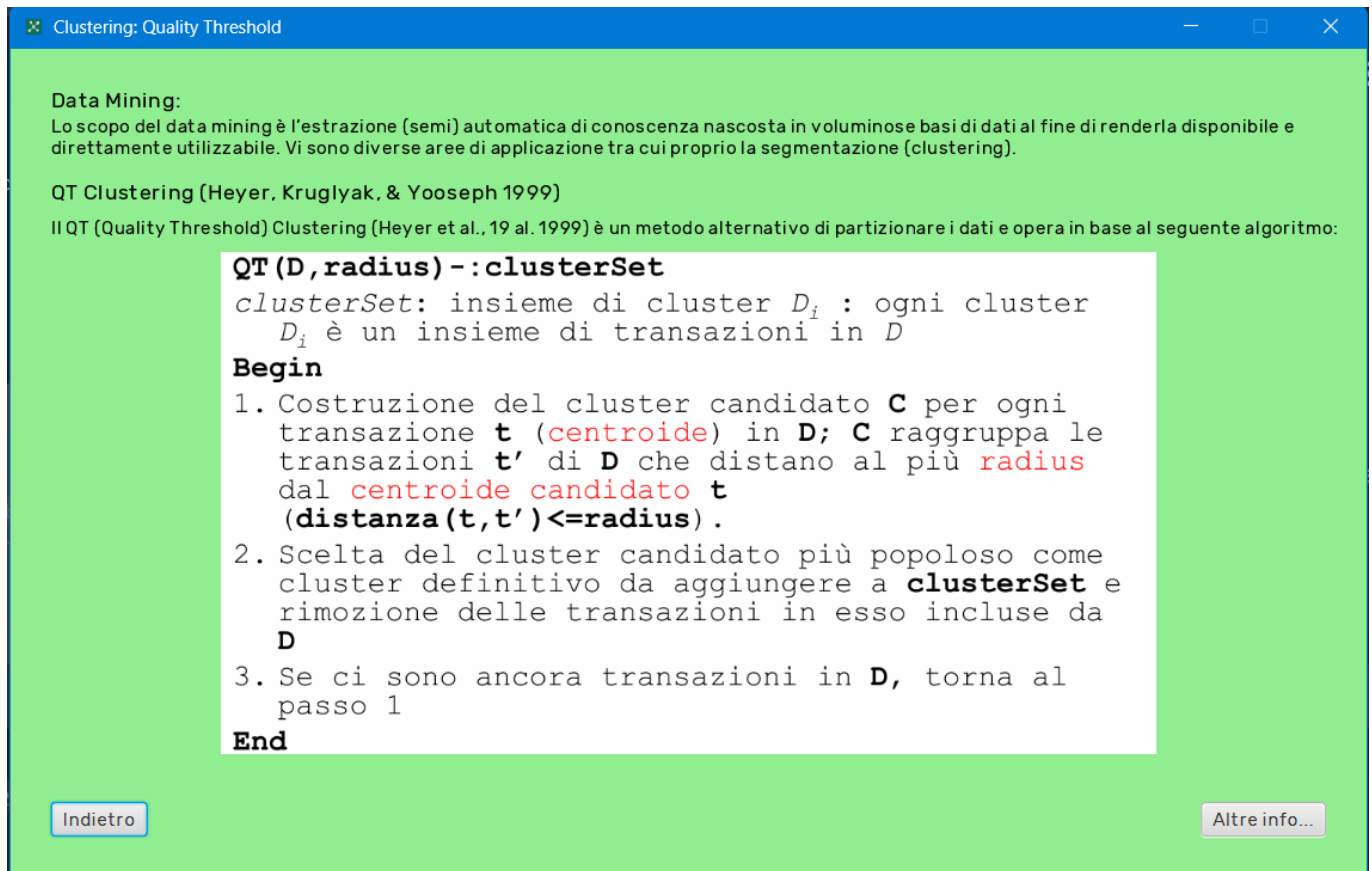 Clustering: Quality Threshold
Data Mining:
Lo scopo del data mining è l'estrazione (semi) automatica di conoscenza nascosta in voluminose basi di dati al fine di renderla disponibile e
direttamente utilizzabile. Vi sono diverse aree di applicazione tra cui proprio la segmentazione (clustering).
QT Clustering (Heyer, Kruglyak, & Yooseph 1999)
Il QT (Quality Threshold) Clustering (Heyer et al., 19 al. 1999) è un metodo alternativo di partizionare i dati e opera in base al seguente algoritmo:
QT(D,radius)-:clusterSet
clusterSet: insieme di cluster Di : ogni cluster
Di è un insieme di transazioni in D
Begin
1. Costruzione del cluster candidato C per ogni
transazione t (centroide) in D; C raggruppa le
transazioni t’ di D che distano al più radius
dal centroide candidato t
(distanza(t,t’)<=radius).
2. Scelta del cluster candidato più popoloso come
cluster definitivo da aggiungere a clusterSet e
rimozione delle transazioni in esso incluse da
D
3. Se ci sono ancora transazioni in D, torna al
passo 1
End
Indietro
Altre info...